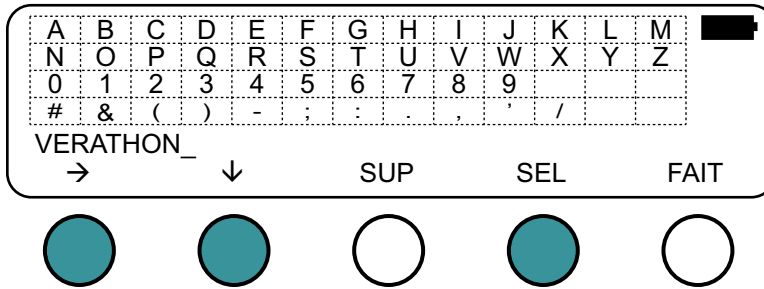 A B C D E F G H I J K L M
N O P Q R S T U V W X Y Z
0 1 2 3 4 5 6 7 8 9
# & ( ) - ; : . , ’ /
VERATHON_
→ ↓ SUP SEL FAIT